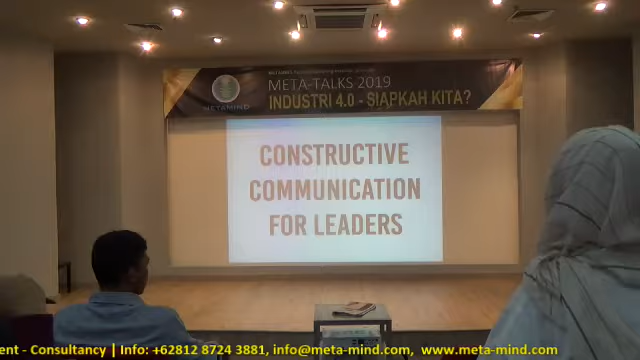 META-TALKS 2019
METAMIND
INDUSTRI 4.0 - SIAPKAH KITA?
CONSTRUCTIVE
COMMUNICATION
FOR LEADERS
ent - Consultancy | Info: +62812 8724 3881, info@meta-mind.com, www.meta-mind.com